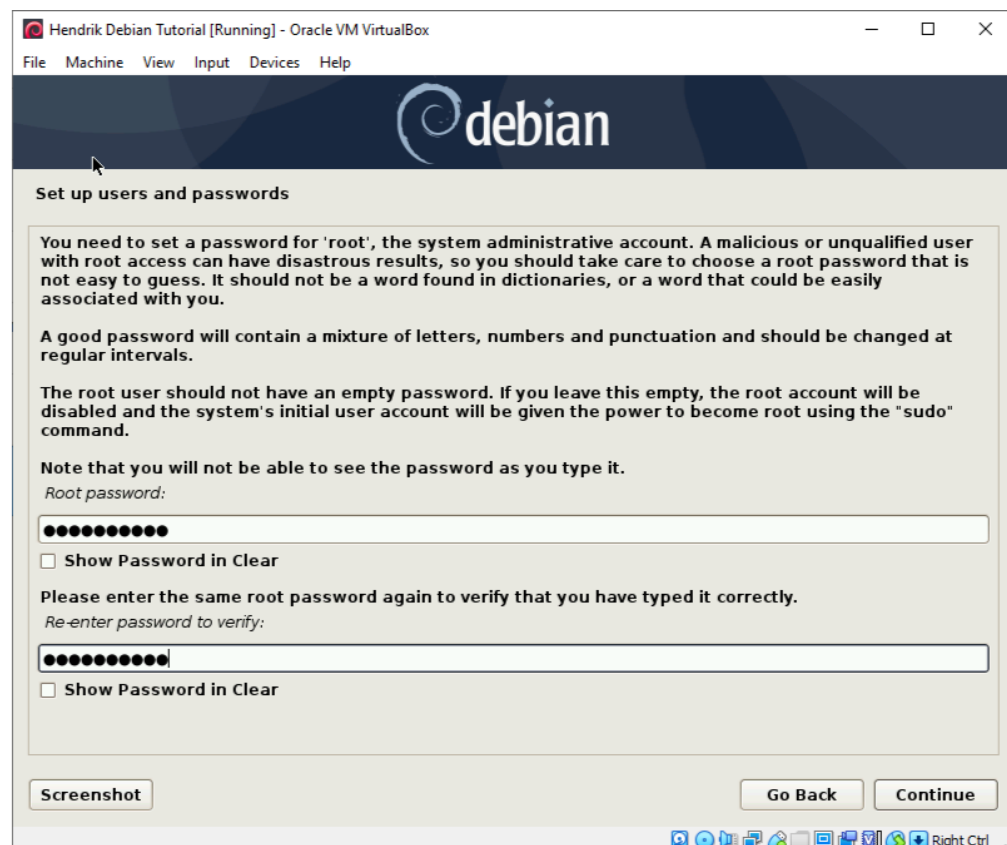 Hendrik Debian Tutorial [Running] - Oracle VM VirtualBox
File Machine View Input Devices Help
debian
Set up users and passwords
You need to set a password for 'root', the system administrative account. A malicious or unqualified user
with root access can have disastrous results, so you should take care to choose a root password that is
not easy to guess. It should not be a word found in dictionaries, or a word that could be easily
associated with you.
A good password will contain a mixture of letters, numbers and punctuation and should be changed at
regular intervals.
The root user should not have an empty password. If you leave this empty, the root account will be
disabled and the system's initial user account will be given the power to become root using the "sudo"
command.
Note that you will not be able to see the password as you type it.
Root password:
●●●●●●●●●●
Show Password in Clear
Please enter the same root password again to verify that you have typed it correctly.
Re-enter password to verify:
●●●●●●●●●●
Show Password in Clear
Screenshot Go Back Continue
Right Ctrl